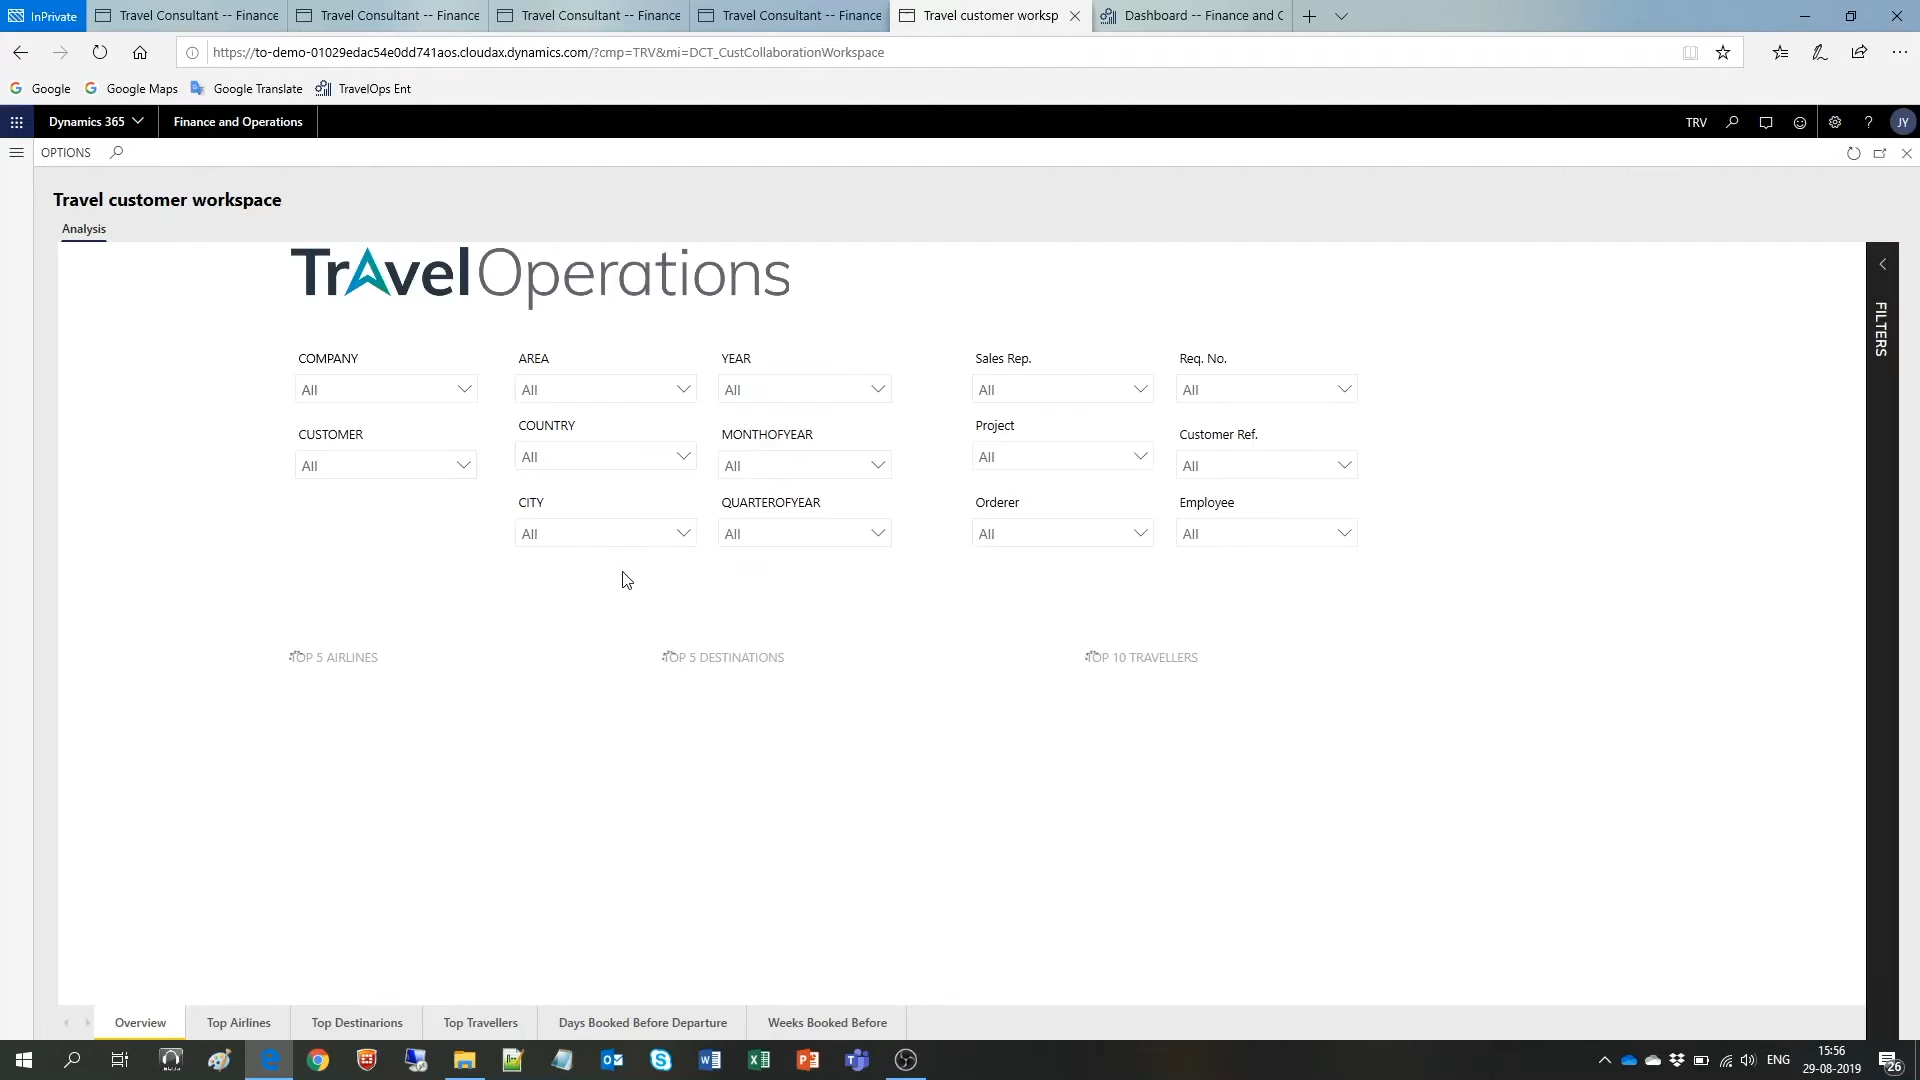 InPrivate
Travel Consultant -- Finance
Travel Consultant -- Finance
Travel Consultant -- Finance
Travel Consultant -- Finance
Travel customer worksp
Dashboard -- Finance and C
https://to-demo-01029edac54e0dd741aos.cloudax.dynamics.com/?cmp=TRV&mi=DCT_CustCollaborationWorkspace
Google
Google Maps
Google Translate
TravelOps Ent
Dynamics 365
Finance and Operations
TRV
?
JY
OPTIONS
Travel customer workspace
Analysis
TravelOperations
FILTERS
COMPANY
AREA
YEAR
Sales Rep.
Req. No.
All
All
All
All
All
CUSTOMER
COUNTRY
MONTHOFYEAR
Project
Customer Ref.
All
All
All
All
All
CITY
QUARTEROFYEAR
Orderer
Employee
All
All
All
All
TOP 5 AIRLINES
TOP 5 DESTINATIONS
TOP 10 TRAVELLERS
Overview
Top Airlines
Top Destinarions
Top Travellers
Days Booked Before Departure
Weeks Booked Before
ENG
15:56
29-08-2019
26